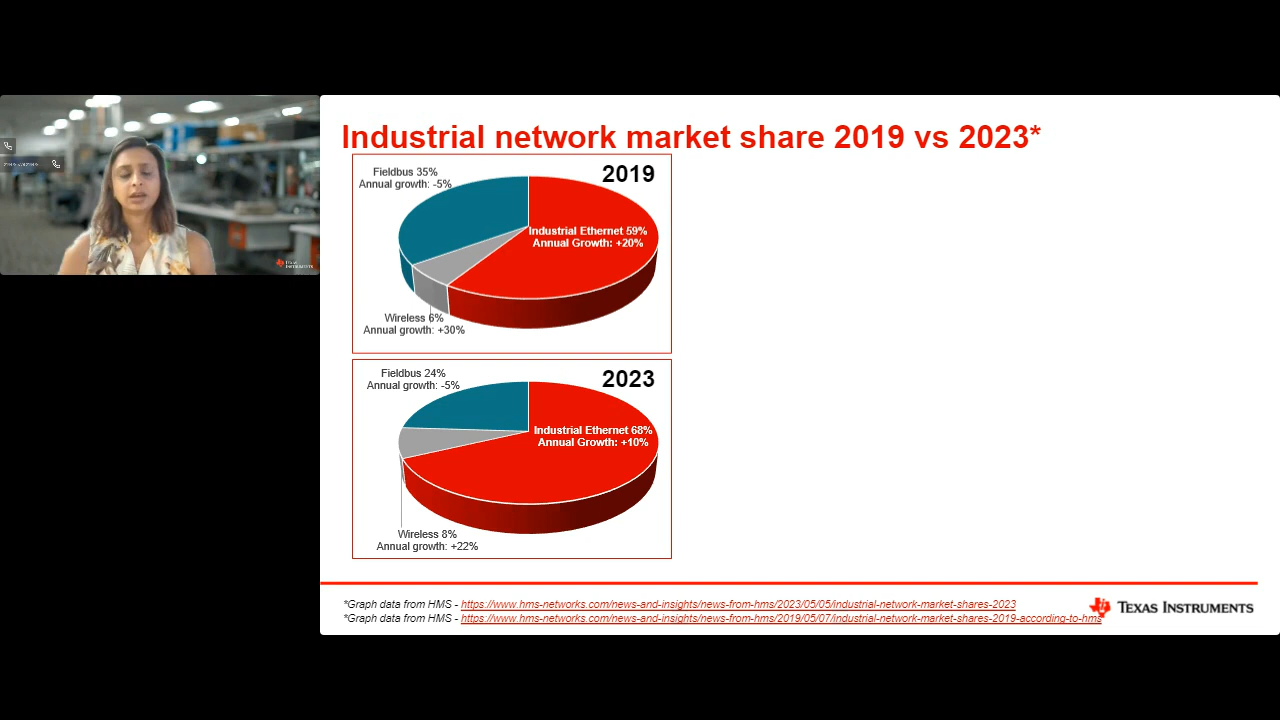 Industrial network market share 2019 vs 2023*
2019
Fieldbus 35%
Annual growth: -5%
Industrial Ethernet 59%
Annual Growth: +20%
Wireless 6%
Annual growth: +30%
2023
Fieldbus 24%
Annual growth: -5%
Industrial Ethernet 68%
Annual Growth: +10%
Wireless 8%
Annual growth: +22%
*Graph data from HMS - https://www.hms-networks.com/news-and-insights/news-from-hms/2023/05/05/industrial-network-market-shares-2023
*Graph data from HMS - https://www.hms-networks.com/news-and-insights/news-from-hms/2019/05/07/industrial-network-market-shares-2019-according-to-hms
TEXAS INSTRUMENTS
TEXAS
INSTRUMENTS